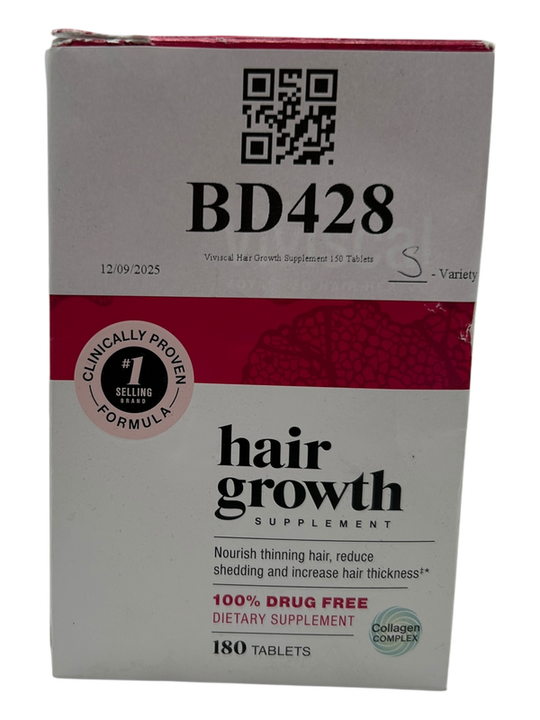 BD428
Viviscal Hair Growth Supplement 150 Tablets
12/09/2025
S - Variety
CLINICALLY PROVEN
#1
SELLING
BRAND
FORMULA
hair
growth
SUPPLEMENT
Nourish thinning hair, reduce
shedding and increase hair thickness‡*
100% DRUG FREE
DIETARY SUPPLEMENT
180 TABLETS
Collagen
COMPLEX